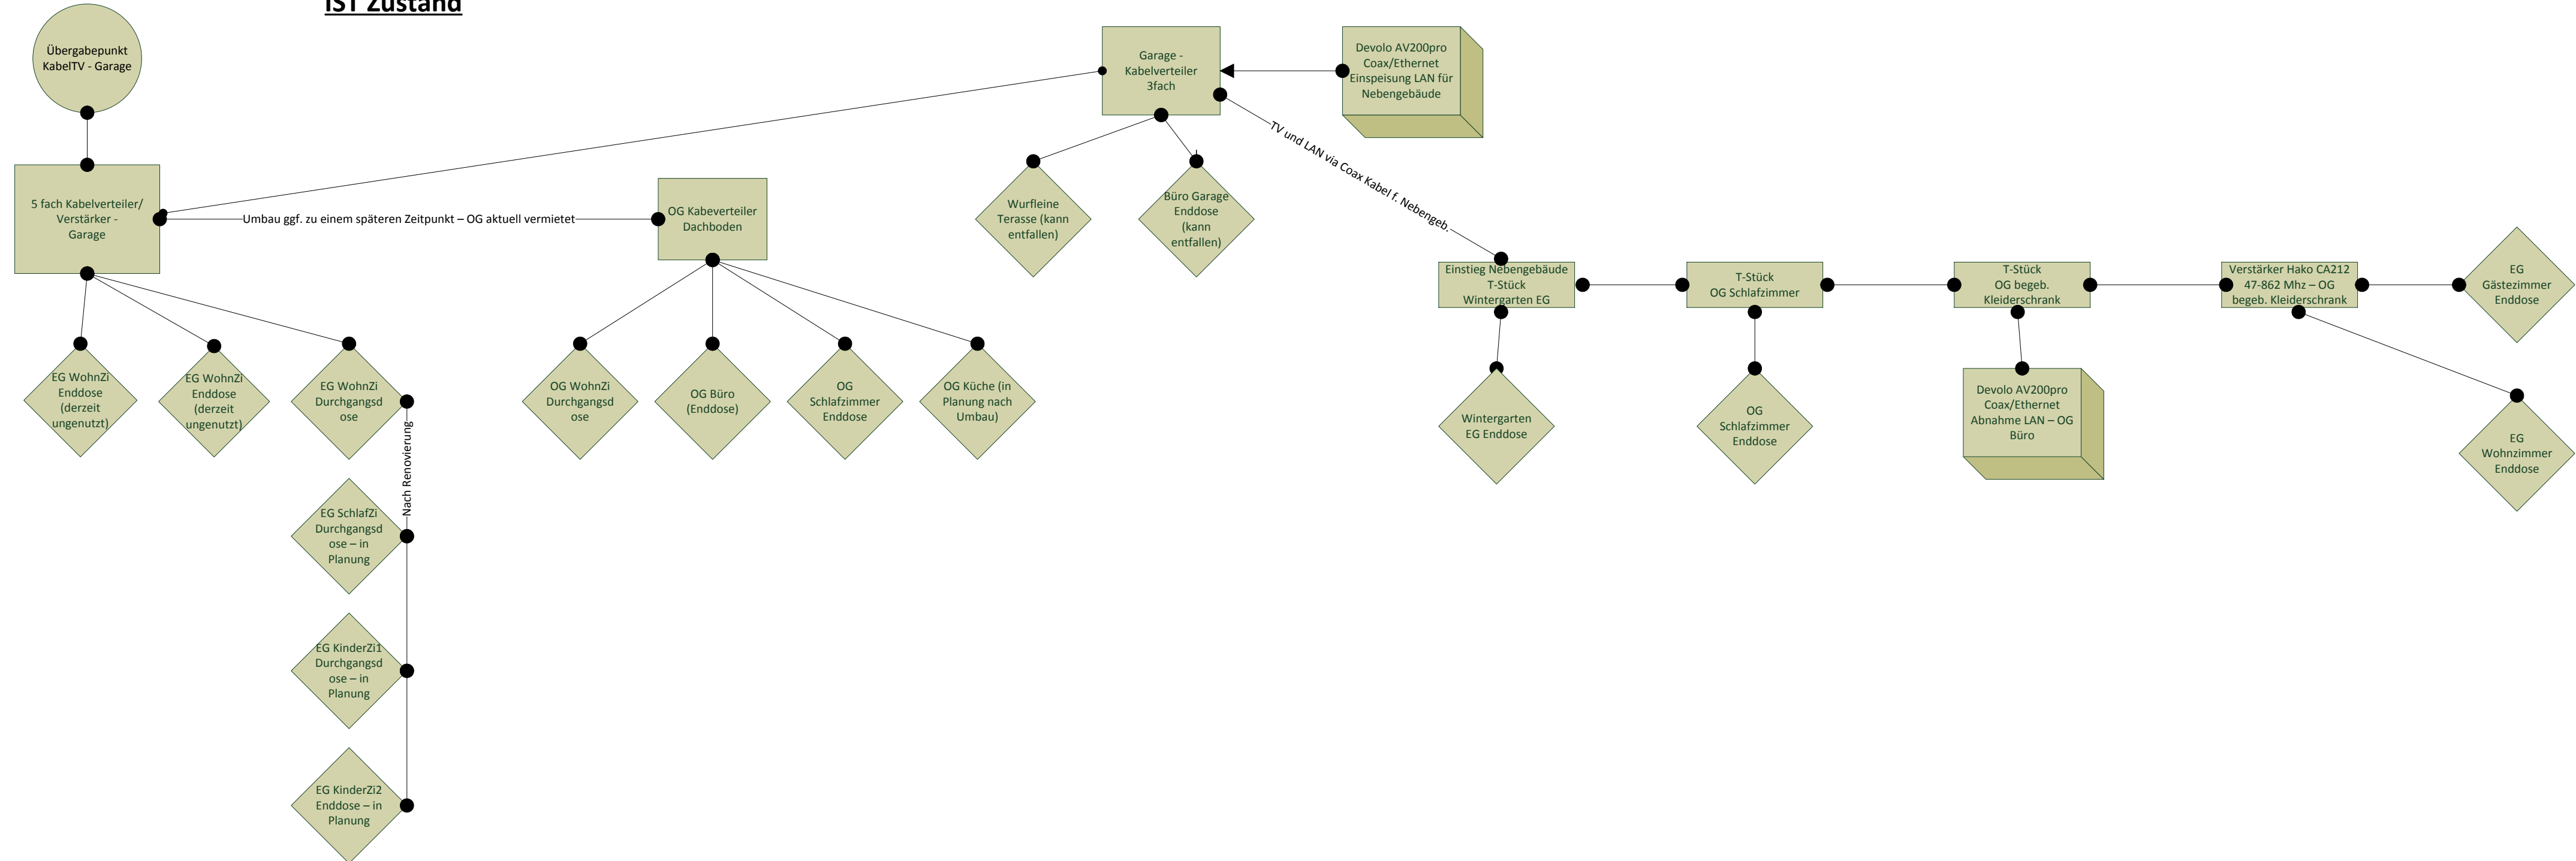 IST Zustand
Übergabepunkt
KabelTV - Garage
5 fach Kabelverteiler/
Verstärker -
Garage
Umbau ggf. zu einem späteren Zeitpunkt – OG aktuell vermietet
OG Kabeverteiler
Dachboden
Garage -
Kabelverteiler
3fach
Devolo AV200pro
Coax/Ethernet
Einspeisung LAN für
Nebengebäude
TV und LAN via Coax Kabel f. Nebengeb.
Wurfleine
Terasse (kann
entfallen)
Büro Garage
Enddose
(kann
entfallen)
Einstieg Nebengebäude
T-Stück
Wintergarten EG
T-Stück
OG Schlafzimmer
T-Stück
OG begeb.
Kleiderschrank
Verstärker Hako CA212
47-862 Mhz – OG
begeb. Kleiderschrank
EG
Gästezimmer
Enddose
EG WohnZi
Enddose
(derzeit
ungenutzt)
EG WohnZi
Enddose
(derzeit
ungenutzt)
EG WohnZi
Durchgangsd
ose
OG WohnZi
Durchgangsd
ose
OG Büro
(Enddose)
OG
Schlafzimmer
Enddose
OG Küche (in
Planung nach
Umbau)
Wintergarten
EG Enddose
OG
Schlafzimmer
Enddose
Devolo AV200pro
Coax/Ethernet
Abnahme LAN – OG
Büro
EG
Wohnzimmer
Enddose
Nach Renovierung
EG SchlafZi
Durchgangsd
ose – in
Planung
EG KinderZi1
Durchgangsd
ose – in
Planung
EG KinderZi2
Enddose – in
Planung